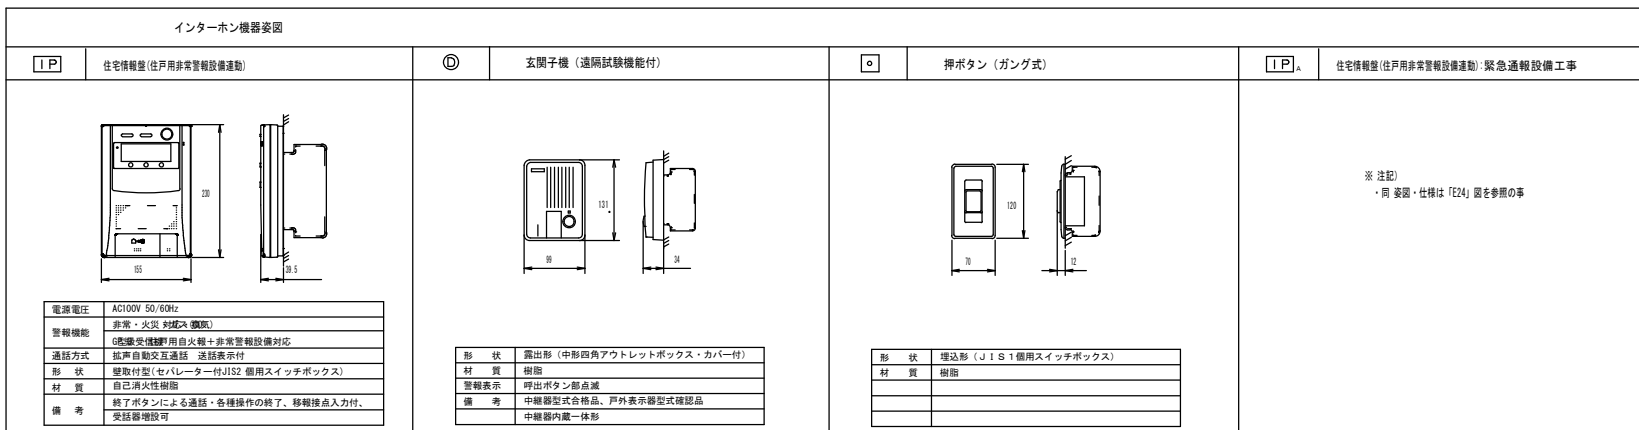 インターホン機器姿図
IP 住宅情報盤(住戸用非常警報設備連動)
230
155
39.5
電源電圧 AC100V 50/60Hz
警報機能 非常・火災
住戸用自火報+非常警報設備対応
通話方式 拡声自動交互通話 送話表示付
形 状 壁取付型(セパレーター付JIS2 個用スイッチボックス)
材 質 自己消火性樹脂
備 考 終了ボタンによる通話・各種操作の終了、移報接点入力付、
受話器増設可
D 玄関子機(遠隔試験機能付)
131
99
34
形 状 露出形(中形四角アウトレットボックス・カバー付)
材 質 樹脂
警報表示 呼出ボタン部点滅
備 考 中継器型式合格品、戸外表示器型式確認品
中継器内蔵一体形
押ボタン(ガング式)
120
70
12
形 状 埋込形(JIS1個用スイッチボックス)
材 質 樹脂
IP A 住宅情報盤(住戸用非常警報設備連動):緊急通報設備工事
※ 注記)
・同 姿図・仕様は「E24」図を参照の事